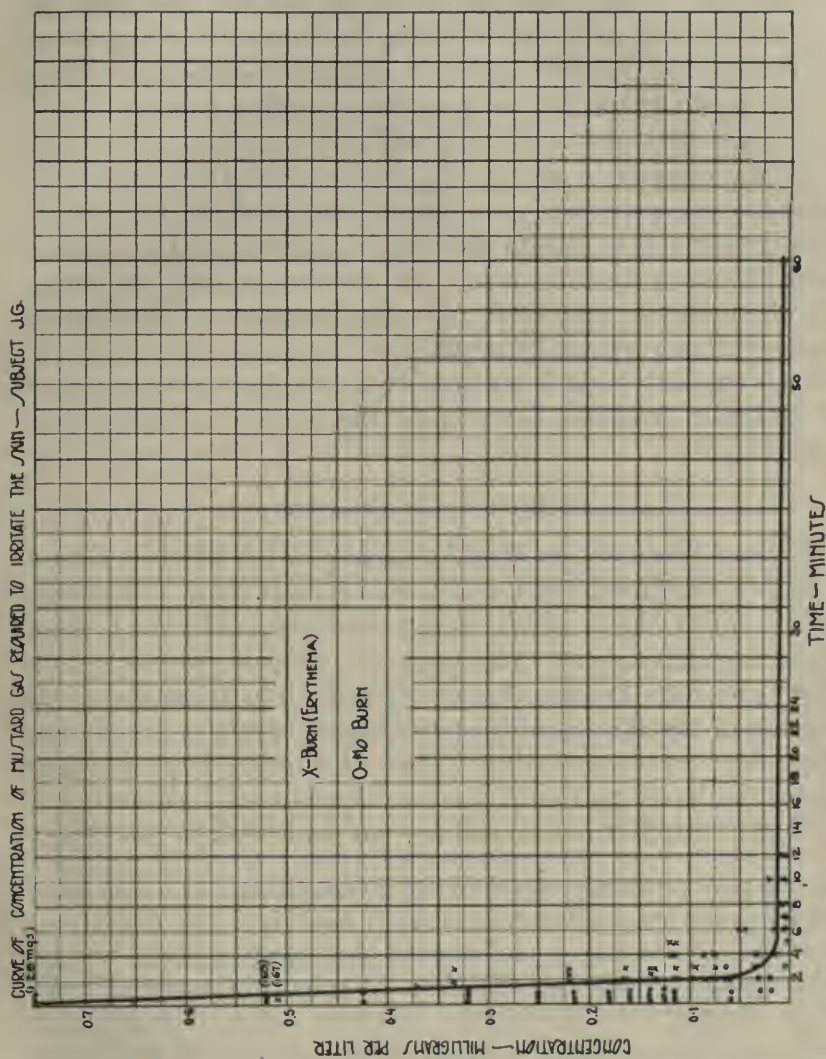 CURVE OF CONCENTRATION OF MUSTARD GAS REQUIRED TO IRRITATE THE SKIN — SUBJECT J.G.
X-BURN (ERYTHEMA)
O-NO BURN
CONCENTRATION — MILLIGRAMS PER LITER
0.7
0.6
0.5
0.4
0.3
0.2
0.1
2 4 6 8 10 12 14 16 18 20 22 24 30 50 60
TIME — MINUTES